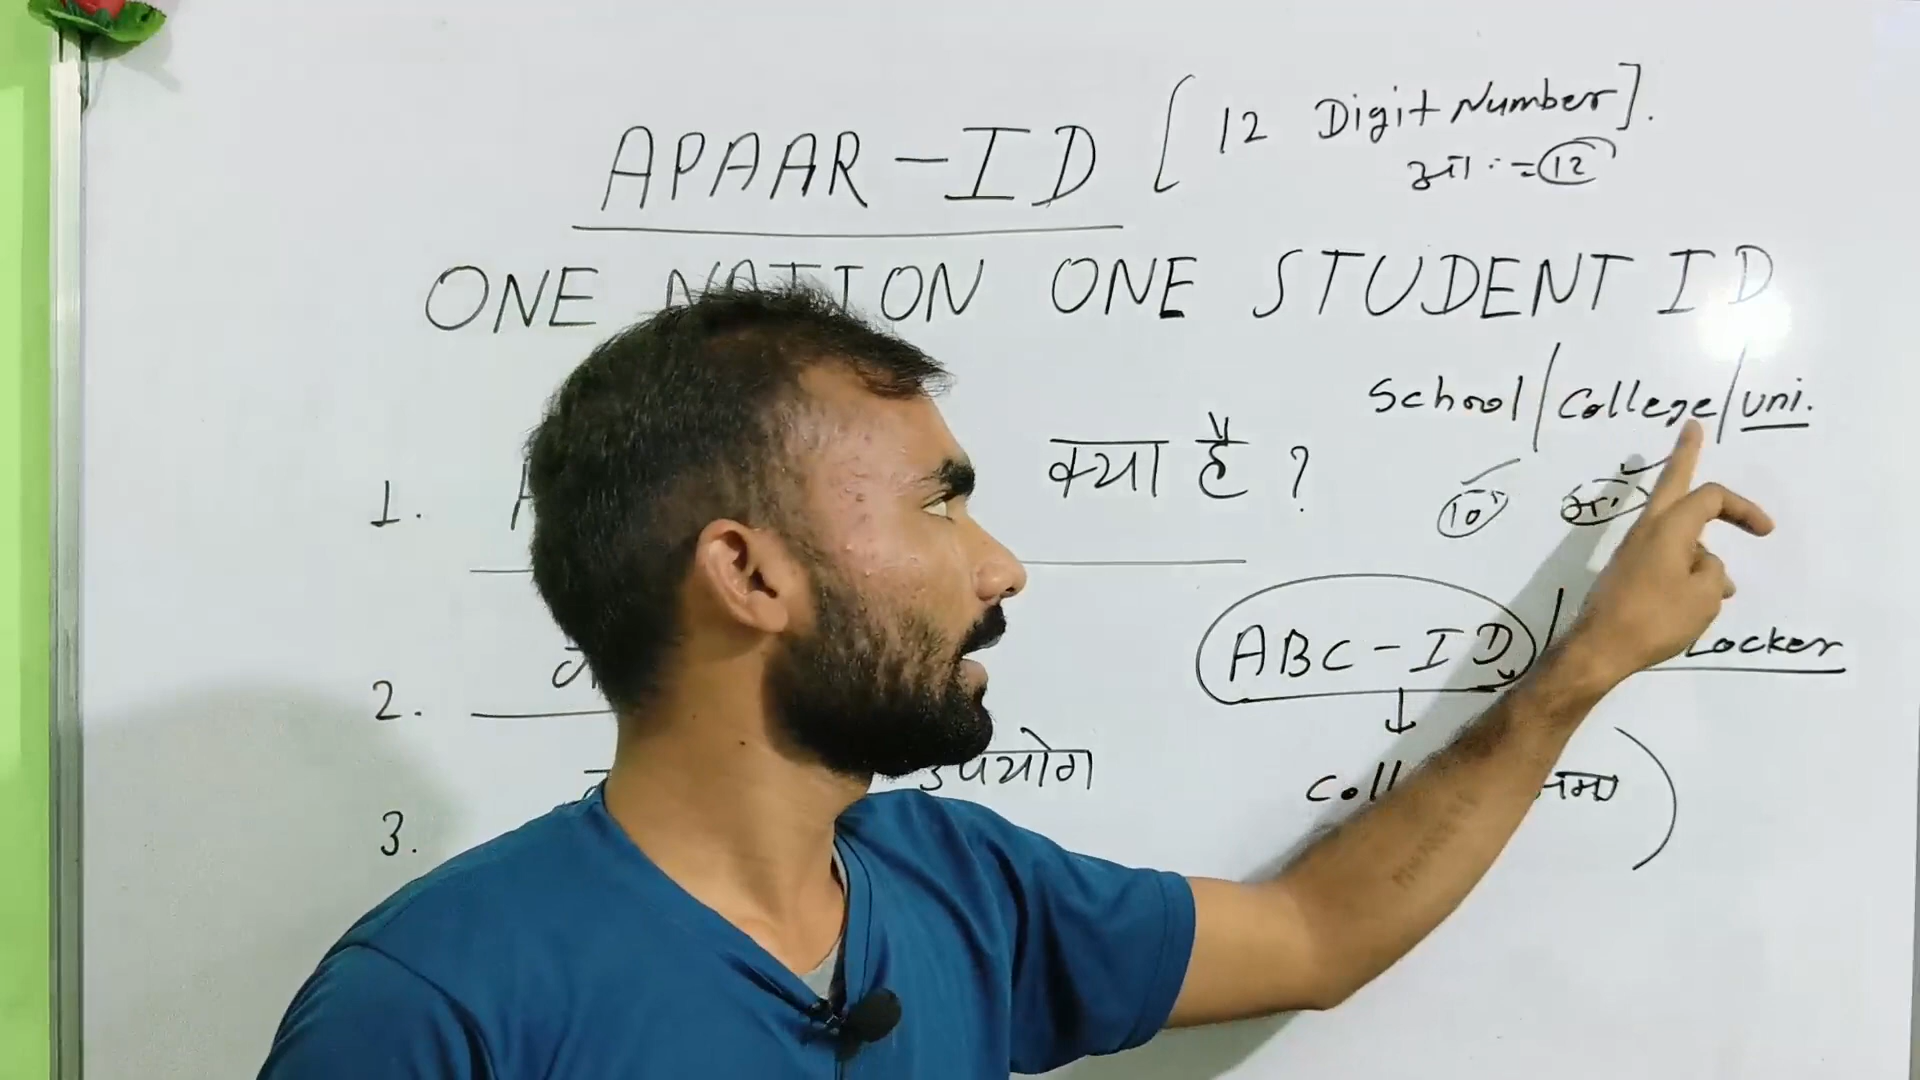 APAAR-ID [12 Digit Number].
आ. = 12
ONE NATION ONE STUDENT ID
School/College/Uni.
1. क्या है ?
10
ABC-ID / Locker
2.
उपयोग
3.